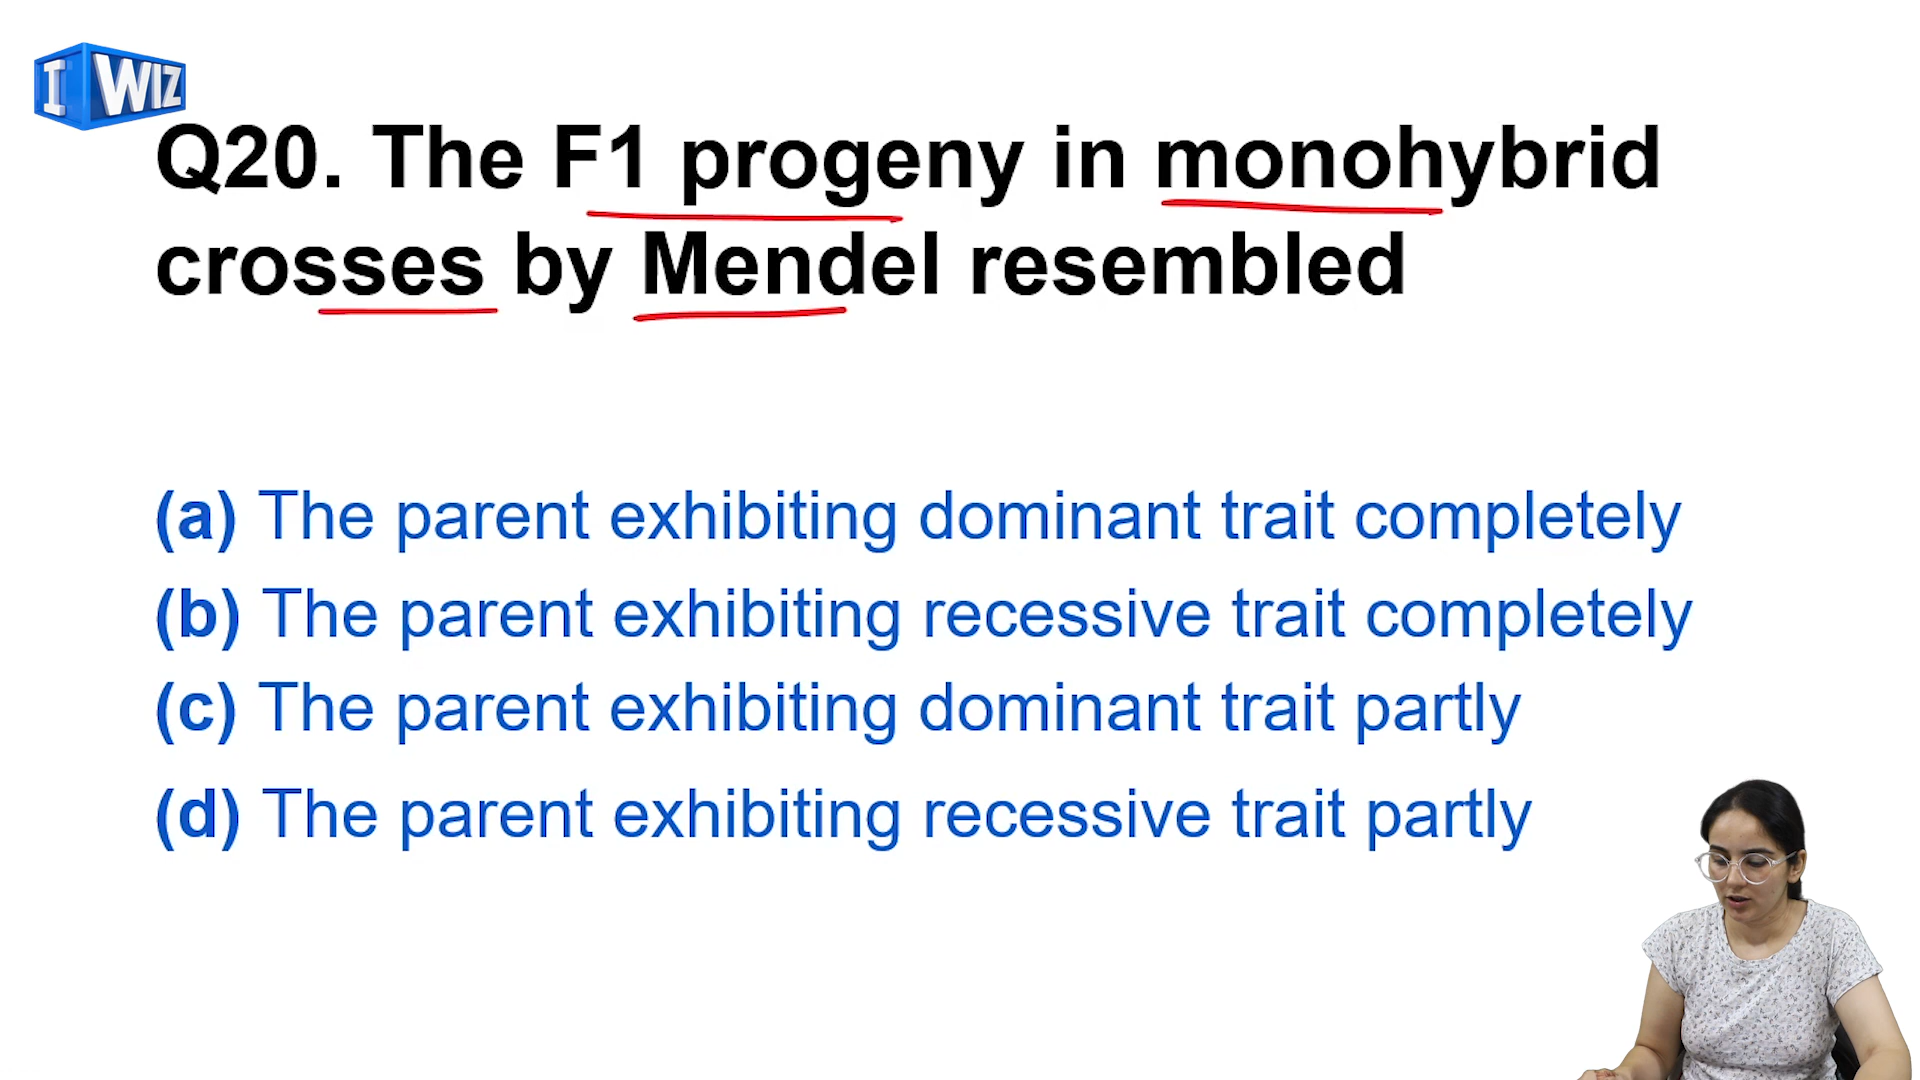 I WIZ
Q20. The F1 progeny in monohybrid
crosses by Mendel resembled
(a) The parent exhibiting dominant trait completely
(b) The parent exhibiting recessive trait completely
(c) The parent exhibiting dominant trait partly
(d) The parent exhibiting recessive trait partly